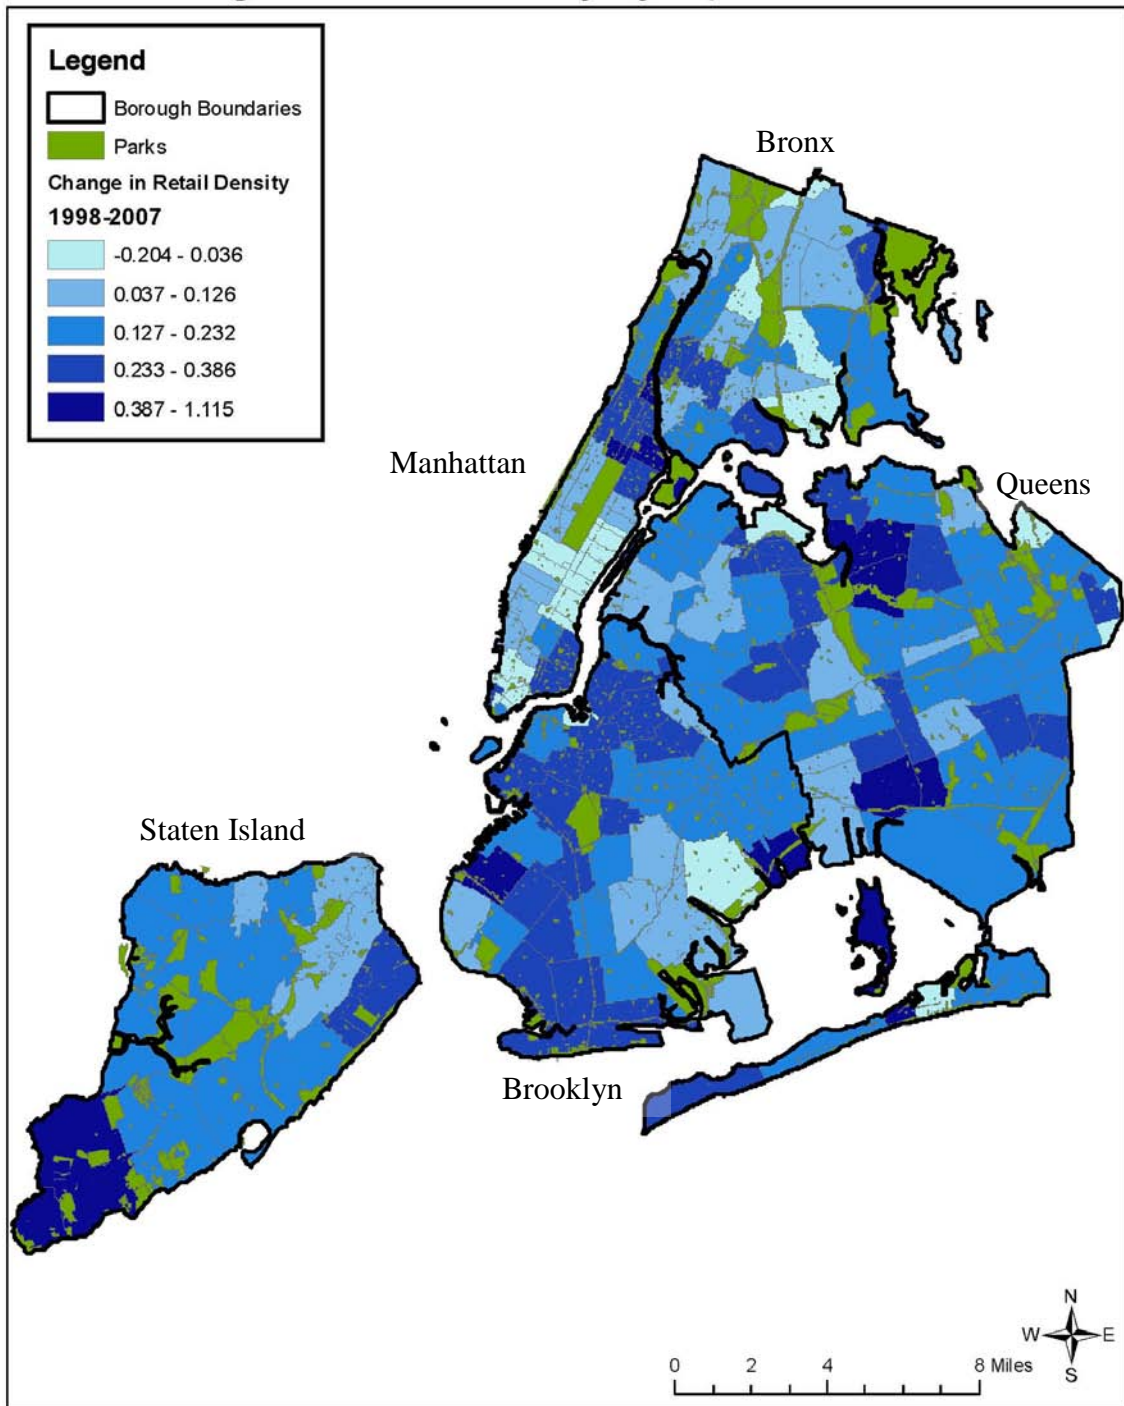 Legend
Borough Boundaries
Parks
Change in Retail Density
1998-2007
-0.204 - 0.036
0.037 - 0.126
0.127 - 0.232
0.233 - 0.386
0.387 - 1.115
Bronx
Manhattan
Queens
Staten Island
Brooklyn
N
W E
S
0 2 4 8 Miles